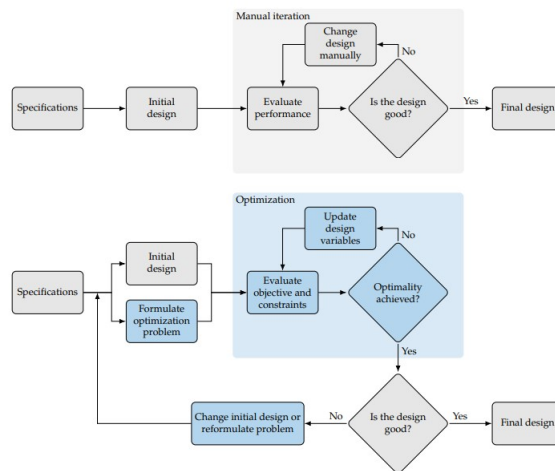 Manual iteration
Change
design
manually
No
Specifications
Initial
design
Evaluate
performance
Is the design
good?
Yes
Final design
Optimization
Update
design
variables
No
Initial
design
Specifications
Formulate
optimization
problem
Evaluate
objective and
constraints
Optimality
achieved?
Yes
Change initial design or
reformulate problem
No
Is the design
good?
Yes
Final design